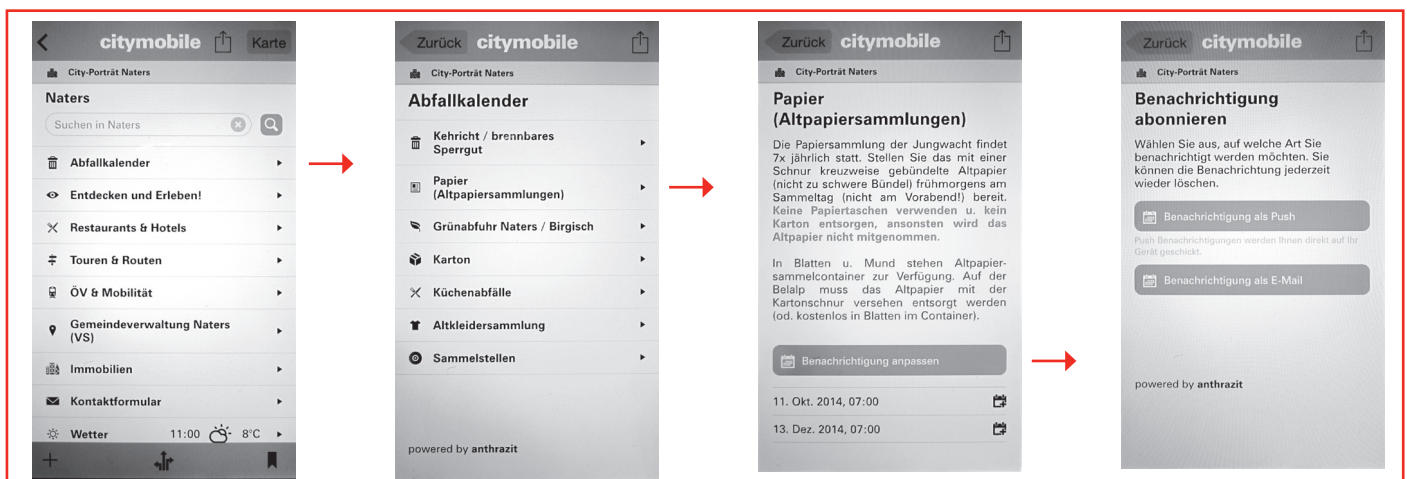 citymobile
Karte
City-Porträt Naters
Naters
Suchen in Naters
Abfallkalender
Entdecken und Erleben!
Restaurants & Hotels
Touren & Routen
ÖV & Mobilität
Gemeindeverwaltung Naters
(VS)
Immobilien
Kontaktformular
Wetter 11:00 8°C
Zurück citymobile
City-Porträt Naters
Abfallkalender
Kehricht / brennbares
Sperrgut
Papier
(Altpapiersammlungen)
Grünabfuhr Naters / Birgisch
Karton
Küchenabfälle
Altkleidersammlung
Sammelstellen
powered by anthrazit
Zurück citymobile
City-Porträt Naters
Papier
(Altpapiersammlungen)
Die Papiersammlung der Jungwacht findet
7x jährlich statt. Stellen Sie das mit einer
Schnur kreuzweise gebündelte Altpapier
(nicht zu schwere Bündel) frühmorgens am
Sammeltag (nicht am Vorabend!) bereit.
Keine Papiertaschen verwenden u. kein
Karton entsorgen, ansonsten wird das
Altpapier nicht mitgenommen.
In Blatten u. Mund stehen Altpapier-
sammelcontainer zur Verfügung. Auf der
Belalp muss das Altpapier mit der
Kartonschnur versehen entsorgt werden
(od. kostenlos in Blatten im Container).
Benachrichtigung anpassen
11. Okt. 2014, 07:00
13. Dez. 2014, 07:00
Zurück citymobile
City-Porträt Naters
Benachrichtigung
abonnieren
Wählen Sie aus, auf welche Art Sie
benachrichtigt werden möchten. Sie
können die Benachrichtung jederzeit
wieder löschen.
Benachrichtigung als Push
Push Benachrichtigungen werden Ihnen direkt auf Ihr
Gerät geschickt.
Benachrichtigung als E-Mail
powered by anthrazit